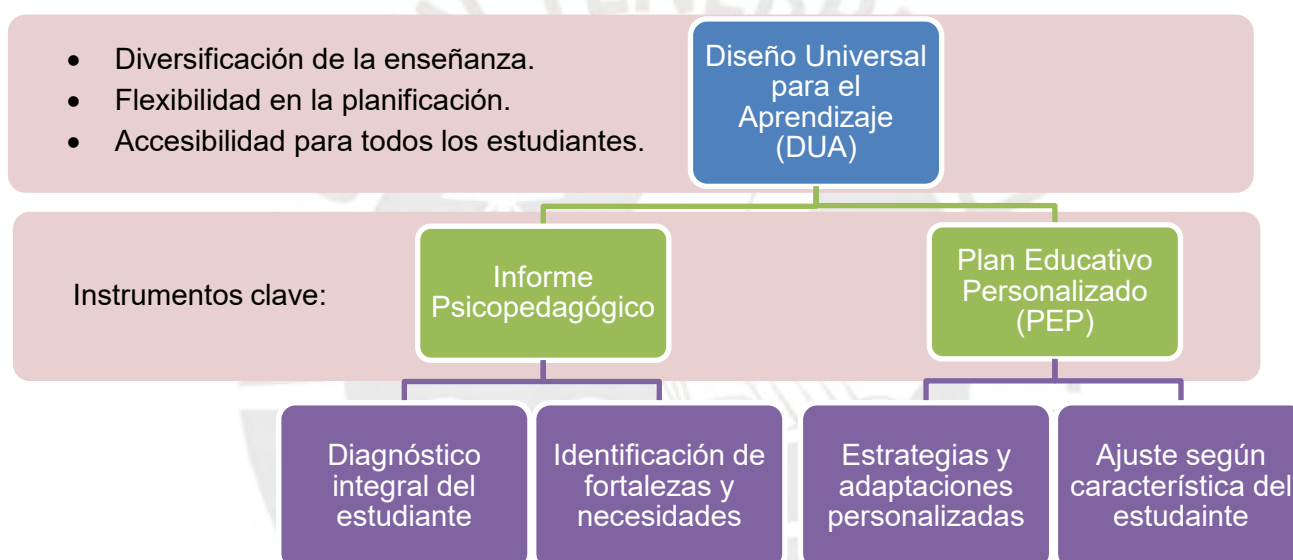 • Diversificación de la enseñanza.
• Flexibilidad en la planificación.
• Accesibilidad para todos los estudiantes.
Diseño Universal
para el
Aprendizaje
(DUA)
Instrumentos clave:
Informe
Psicopedagógico
Plan Educativo
Personalizado
(PEP)
Diagnóstico
integral del
estudiante
Identificación de
fortalezas y
necesidades
Estrategias y
adaptaciones
personalizadas
Ajuste según
característica del
estudainte